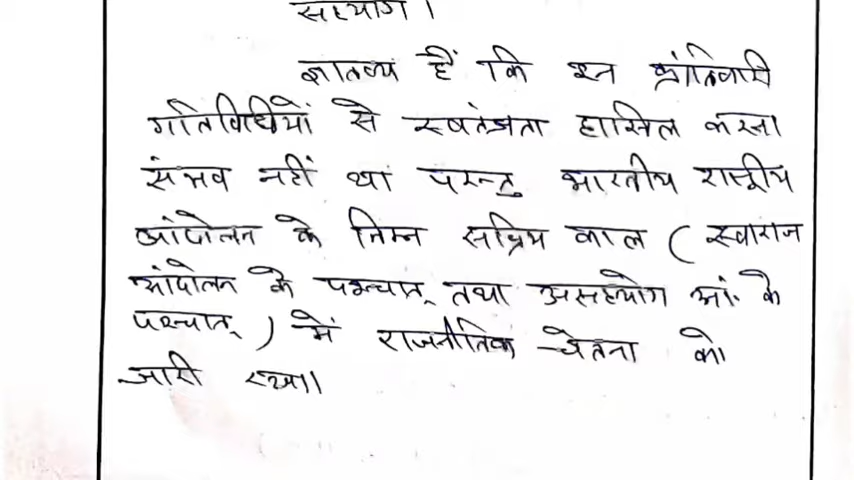 सहयोग।
ज्ञातव्य हैं कि इन क्रांतिकारी
गतिविधियों से स्वतंत्रता हासिल करना
संभव नहीं था परन्तु भारतीय राष्ट्रीय
आंदोलन के निम्न सक्रिय काल ( स्वराज
आंदोलन के पश्चात् तथा असहयोग आं. के
पश्चात् ) में राजनीतिक चेतना को
जारी रखा।